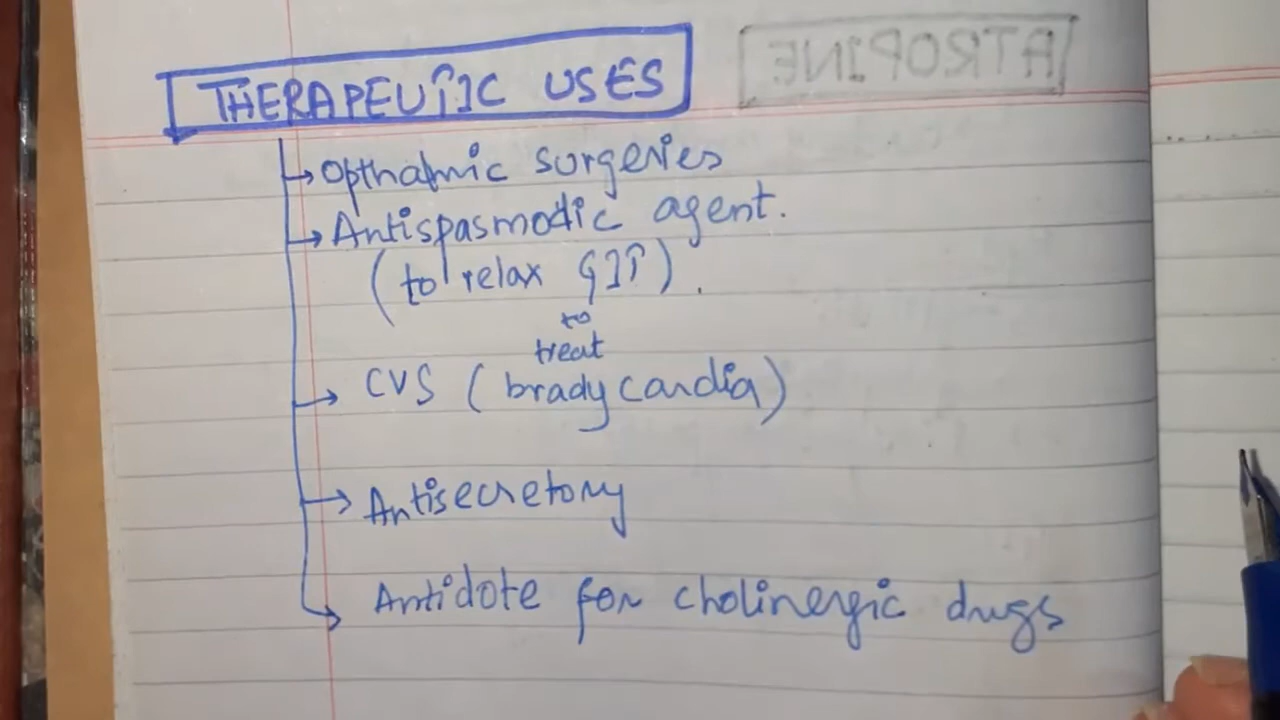 THERAPEUTIC USES
ATROPINE
Opthalmic surgeries
Antispasmodic agent.
(to relax GIT).
to
treat
CVS (bradycardia)
Antisecretory
Antidote for cholinergic drugs